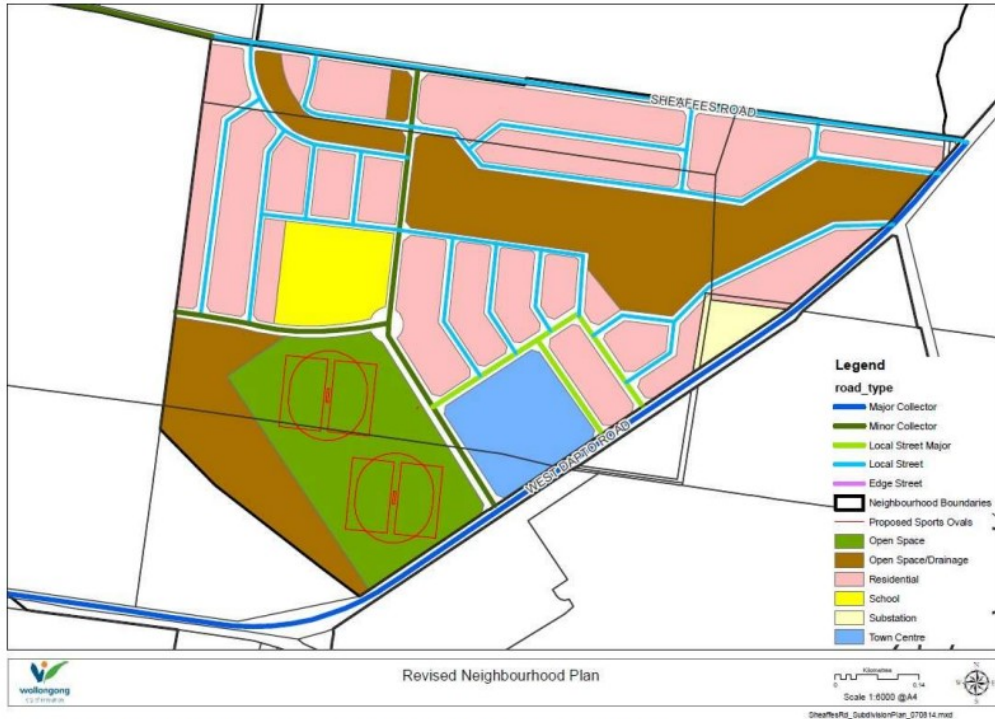 SHEAFFES ROAD
WEST DAPTO ROAD
Legend
road_type
Major Collector
Minor Collector
Local Street Major
Local Street
Edge Street
Neighbourhood Boundaries
Proposed Sports Ovals
Open Space
Open Space/Drainage
Residential
School
Substation
Town Centre
wollongong
Revised Neighbourhood Plan
Kilometres
0 0.14
Scale 1:6000 @A4
SheaffesRd_SubdivisionPlan_070814.mxd